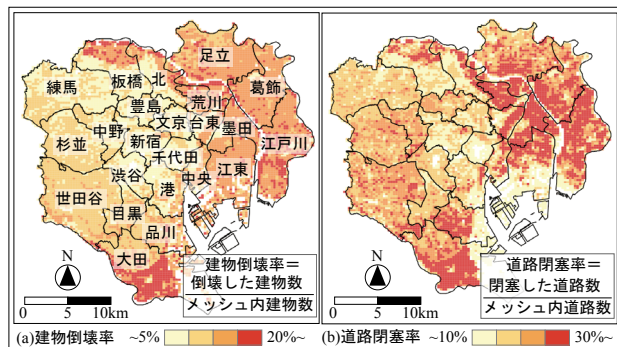 足立
練馬
板橋
北
葛飾
豊島
荒川
文京
台東
墨田
中野
新宿
杉並
江戸川
千代田
渋谷
港
中央
江東
世田谷
目黒
品川
大田
N
0 5 10km
建物倒壊率＝
倒壊した建物数
メッシュ内建物数
(a)建物倒壊率 ~5% 20%~
N
0 5 10km
道路閉塞率＝
閉塞した道路数
メッシュ内道路数
(b)道路閉塞率 ~10% 30%~